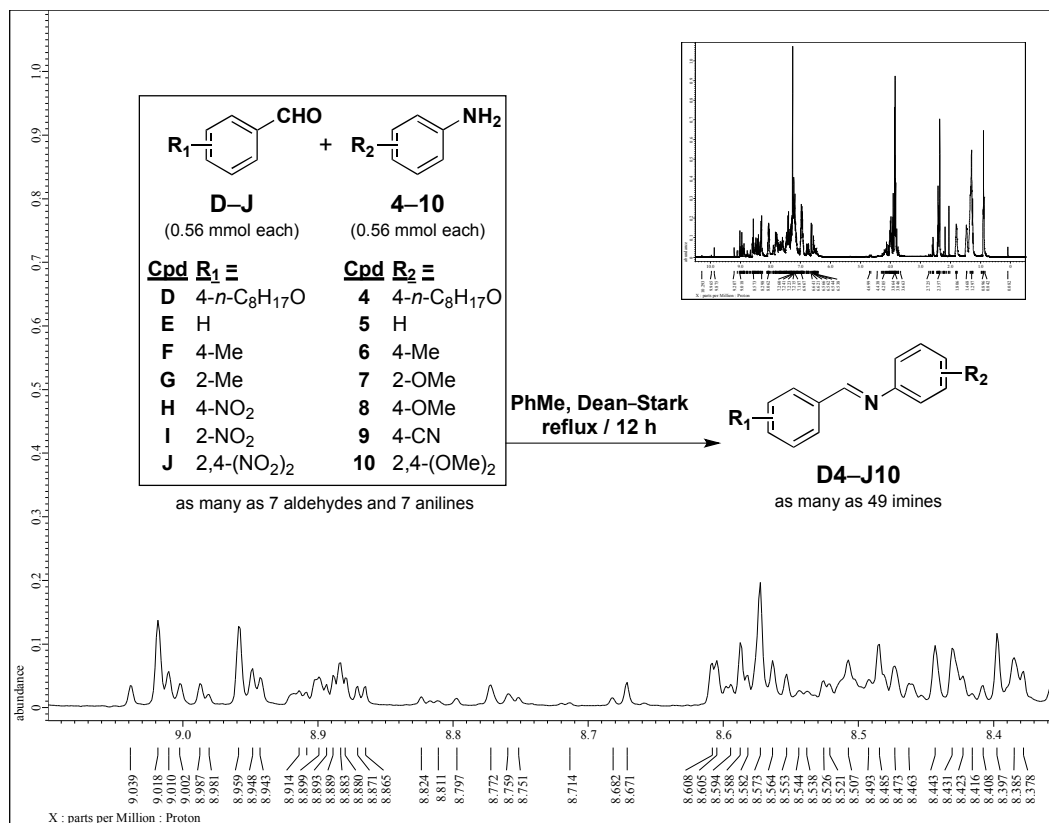 CHO
NH2
R1
+
R2
D–J
4–10
(0.56 mmol each)
(0.56 mmol each)
Cpd R1 = Cpd R2 =
D 4-n-C8H17O 4 4-n-C8H17O
E H 5 H
F 4-Me 6 4-Me
G 2-Me 7 2-OMe
H 4-NO2 8 4-OMe
I 2-NO2 9 4-CN
J 2,4-(NO2)2 10 2,4-(OMe)2
as many as 7 aldehydes and 7 anilines
PhMe, Dean–Stark
reflux / 12 h
R2
N
R1
D4–J10
as many as 49 imines
X : parts per Million : Proton
abundance
1.0
0.9
0.8
0.7
0.6
0.5
0.4
0.3
0.2
0.1
0
9.0
8.9
8.8
8.7
8.6
8.5
8.4
9.039
9.018
9.010
9.002
8.987
8.981
8.959
8.948
8.943
8.914
8.899
8.893
8.889
8.883
8.880
8.871
8.865
8.824
8.811
8.797
8.772
8.759
8.751
8.714
8.682
8.671
8.608
8.605
8.594
8.588
8.582
8.573
8.564
8.553
8.544
8.538
8.526
8.521
8.507
8.493
8.485
8.473
8.463
8.443
8.431
8.423
8.416
8.408
8.397
8.385
8.378
X : parts per Million : Proton